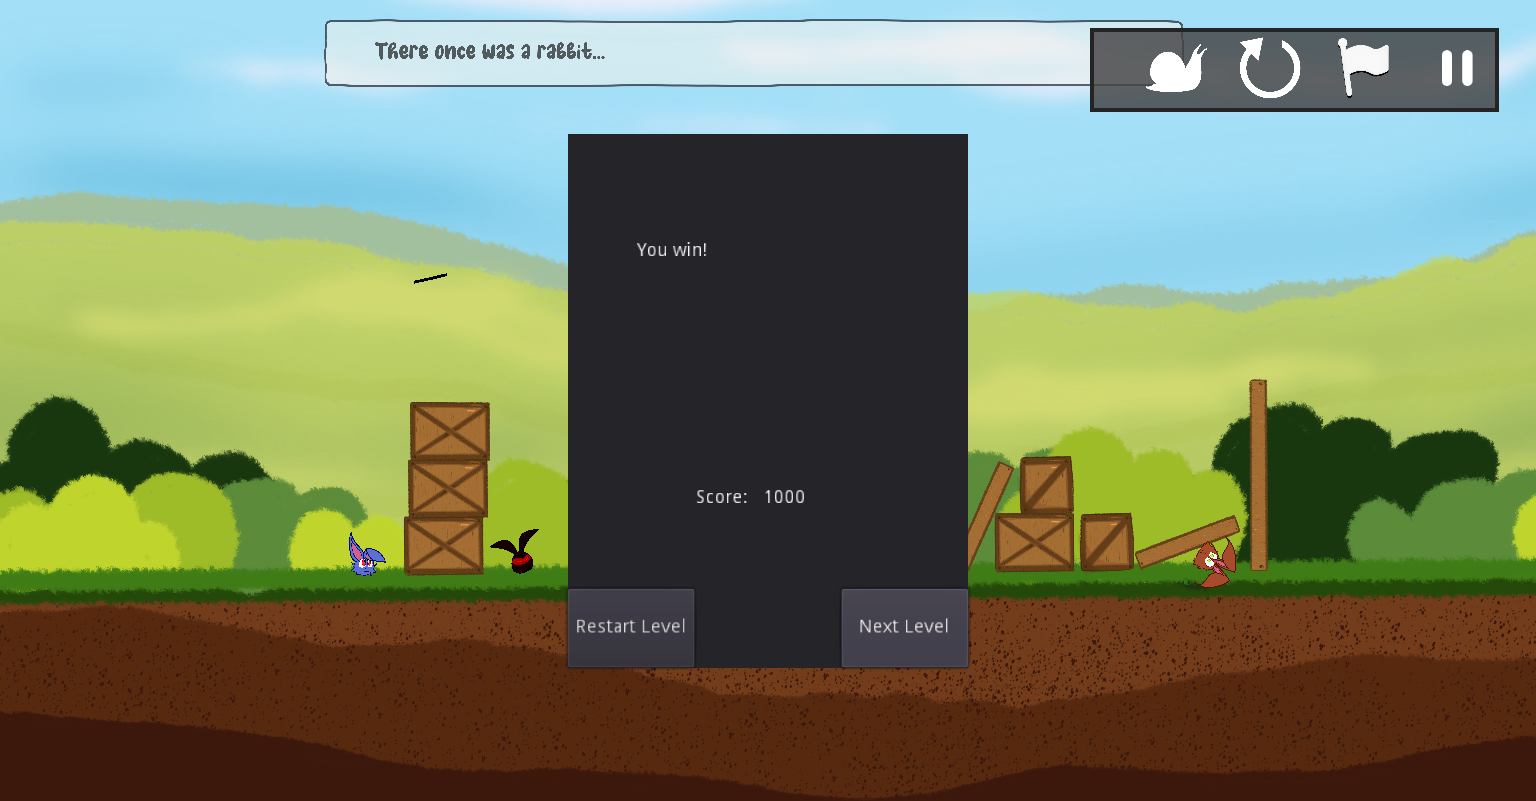 There once was a rabbit...
You win!
Score: 1000
Restart Level
Next Level